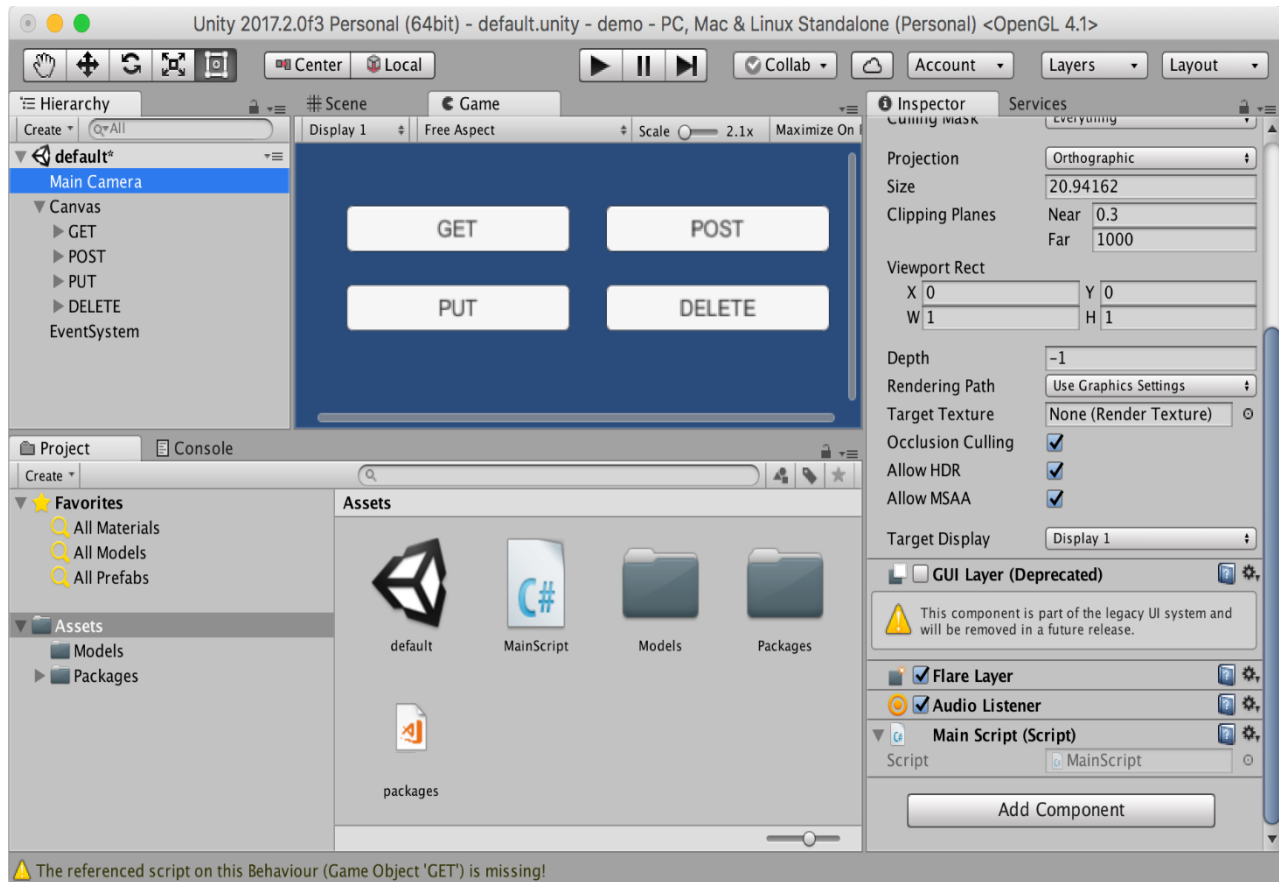 Unity 2017.2.0f3 Personal (64bit) - default.unity - demo - PC, Mac & Linux Standalone (Personal) <OpenGL 4.1>
Center Local Collab Account Layers Layout
Hierarchy
Create All
default*
Main Camera
Canvas
GET
POST
PUT
DELETE
EventSystem
Scene Game
Display 1 Free Aspect Scale 2.1x Maximize On
GET POST
PUT DELETE
Project Console
Create
Favorites
All Materials
All Models
All Prefabs
Assets
Models
Packages
Assets
default MainScript Models Packages
C#
packages
Inspector Services
Culling Mask Everything
Projection Orthographic
Size 20.94162
Clipping Planes Near 0.3
Far 1000
Viewport Rect
X 0 Y 0
W 1 H 1
Depth -1
Rendering Path Use Graphics Settings
Target Texture None (Render Texture)
Occlusion Culling
Allow HDR
Allow MSAA
Target Display Display 1
GUI Layer (Deprecated)
This component is part of the legacy UI system and
will be removed in a future release.
Flare Layer
Audio Listener
C# Main Script (Script)
Script MainScript
Add Component
The referenced script on this Behaviour (Game Object 'GET') is missing!